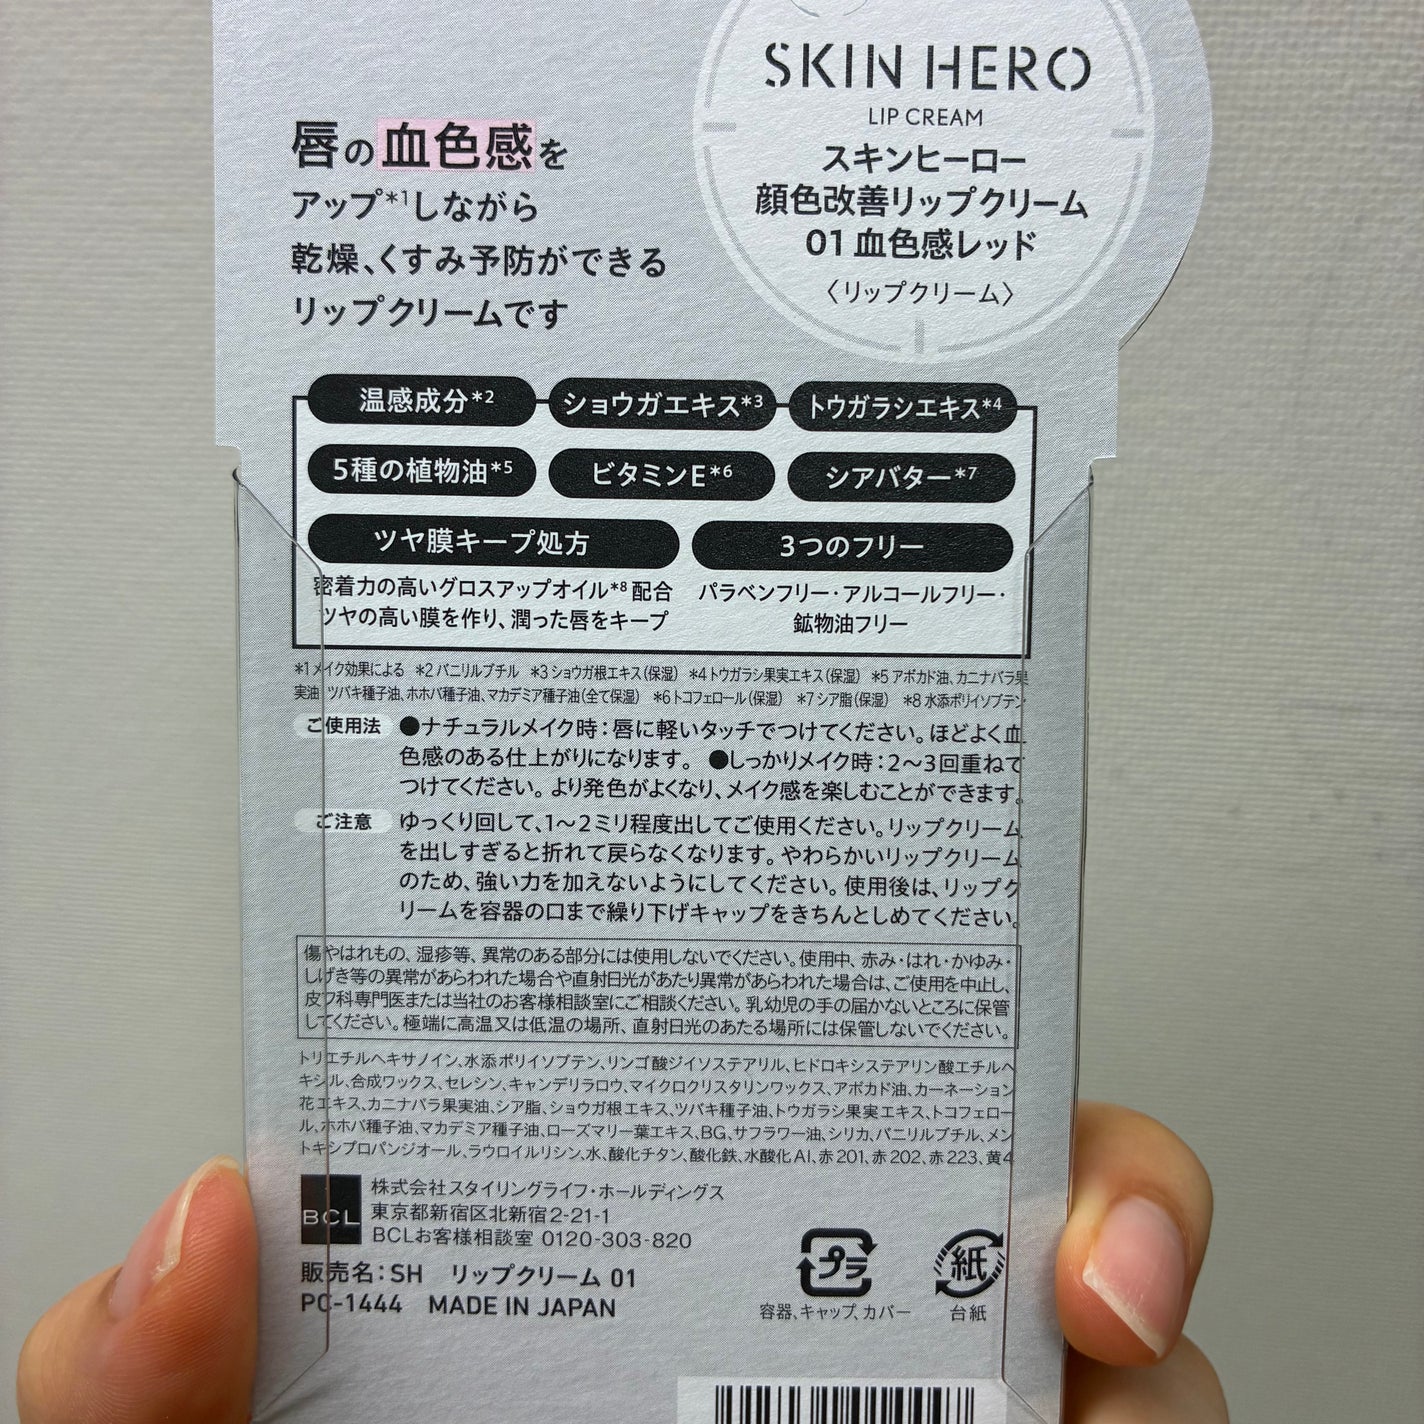 SKIN HERO
LIP CREAM
スキンヒーロー
顔色改善リップクリーム
01 血色感レッド
〈リップクリーム〉
唇の血色感を
アップ*1しながら
乾燥、くすみ予防ができる
リップクリームです
温感成分*2 ショウガエキス*3 トウガラシエキス*4
5種の植物油*5 ビタミンE*6 シアバター*7
ツヤ膜キープ処方
密着力の高いグロスアップオイル*8配合
ツヤの高い膜を作り、潤った唇をキープ
3つのフリー
パラベンフリー・アルコールフリー・
鉱物油フリー
*1 メイク効果による *2 バニリルブチル *3 ショウガ根エキス(保湿) *4 トウガラシ果実エキス(保湿) *5 アボカド油、カニナバラ果
実油、ツバキ種子油、ホホバ種子油、マカデミア種子油(全て保湿) *6 トコフェロール(保湿) *7 シア脂(保湿) *8 水添ポリイソブテン
ご使用法 ●ナチュラルメイク時：唇に軽いタッチでつけてください。ほどよく血
色感のある仕上がりになります。 ●しっかりメイク時：2〜3回重ねて
つけてください。より発色がよくなり、メイク感を楽しむことができます。
ご注意 ゆっくり回して、1〜2ミリ程度出してご使用ください。リップクリーム
を出しすぎると折れて戻らなくなります。やわらかいリップクリーム
のため、強い力を加えないようにしてください。使用後は、リップク
リームを容器の口まで繰り下げキャップをきちんとしめてください。
傷やはれもの、湿疹等、異常のある部分には使用しないでください。使用中、赤み・はれ・かゆみ・
しげき等の異常があらわれた場合や直射日光があたり異常があらわれた場合は、ご使用を中止し、
皮フ科専門医または当社のお客様相談室にご相談ください。乳幼児の手の届かないところに保管
してください。極端に高温又は低温の場所、直射日光のあたる場所には保管しないでください。
トリエチルヘキサノイン、水添ポリイソブテン、リンゴ酸ジイソステアリル、ヒドロキシステアリン酸エチルヘ
キシル、合成ワックス、セレシン、キャンデリラロウ、マイクロクリスタリンワックス、アボカド油、カーネーション
花エキス、カニナバラ果実油、シア脂、ショウガ根エキス、ツバキ種子油、トウガラシ果実エキス、トコフェロー
ル、ホホバ種子油、マカデミア種子油、ローズマリー葉エキス、BG、サフラワー油、シリカ、バニリルブチル、メン
トキシプロパンジオール、ラウロイルリシン、水、酸化チタン、酸化鉄、水酸化Al、赤201、赤202、赤223、黄4
BCL
株式会社スタイリングライフ・ホールディングス
東京都新宿区北新宿2-21-1
BCLお客様相談室 0120-303-820
販売名：SH リップクリーム 01
PC-1444 MADE IN JAPAN
プラ
容器、キャップ、カバー
紙
台紙